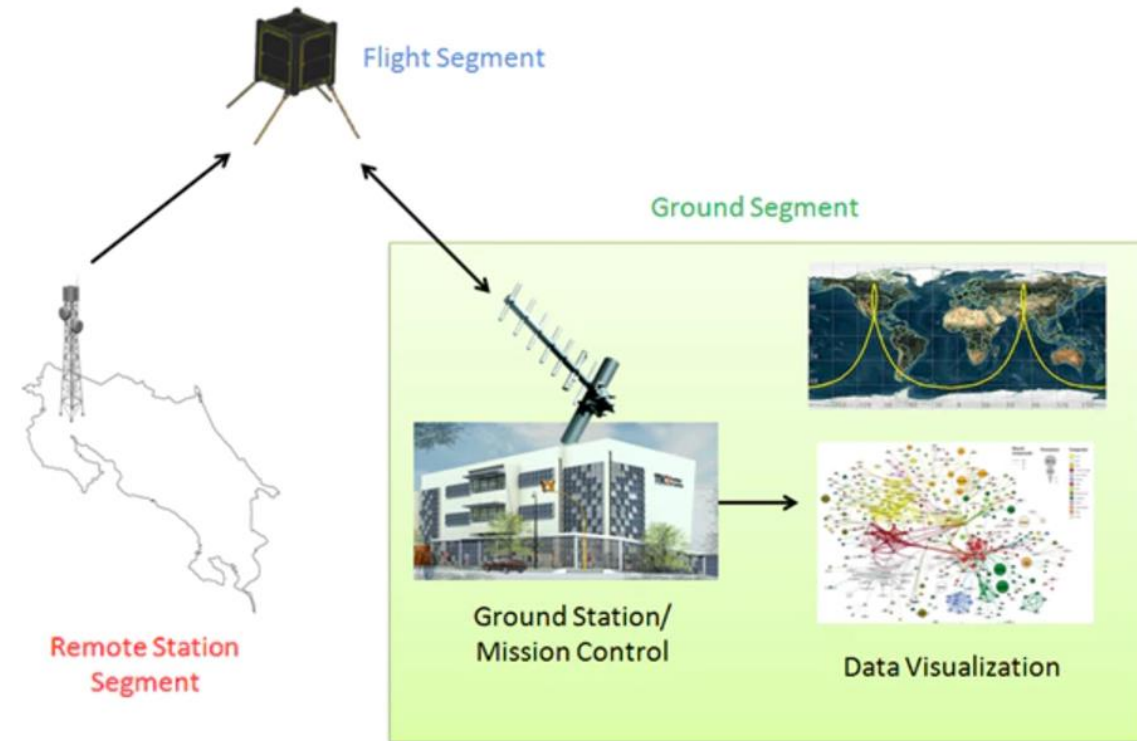 Flight Segment
Ground Segment
Remote Station
Segment
Ground Station/
Mission Control
Data Visualization